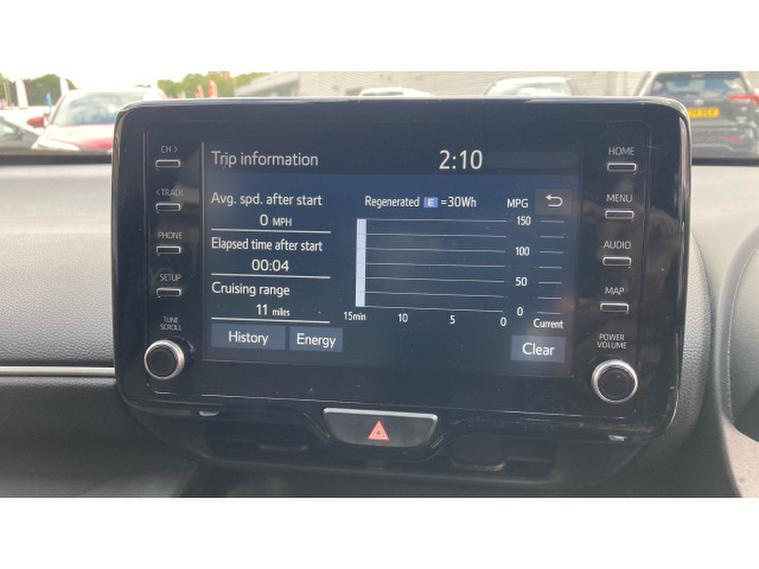 CH >
< TRACK
PHONE
SETUP
TUNE
SCROLL
Trip information
2:10
Avg. spd. after start
0 MPH
Elapsed time after start
00:04
Cruising range
11 miles
History
Energy
Regenerated E =30Wh
MPG
150
100
50
0
15min 10 5 0
Current
Clear
HOME
MENU
AUDIO
MAP
POWER
VOLUME